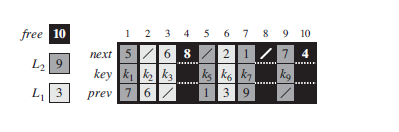 free 10 1 2 3 4 5 6 7 8 9 10
L2 9 next 5 / 6 8 / 2 1 / 7 4
key k1 k2 k3 k5 k6 k7 k9
L1 3 prev 7 6 / 1 3 9 /